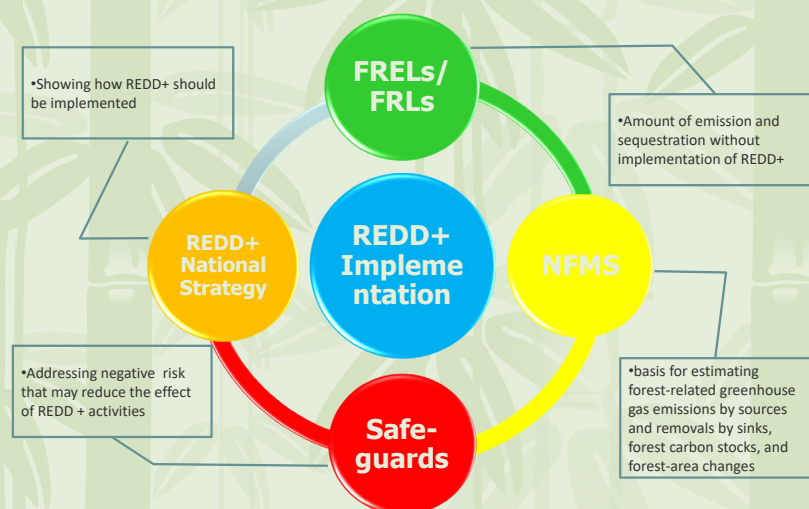 FRELs/
FRLs
•Showing how REDD+ should
be implemented
•Amount of emission and
sequestration without
implementation of REDD+
REDD+
National
Strategy
REDD+
Impleme
ntation
NFMS
•Addressing negative risk
that may reduce the effect
of REDD + activities
•basis for estimating
forest-related greenhouse
gas emissions by sources
and removals by sinks,
forest carbon stocks, and
forest-area changes
Safe-
guards